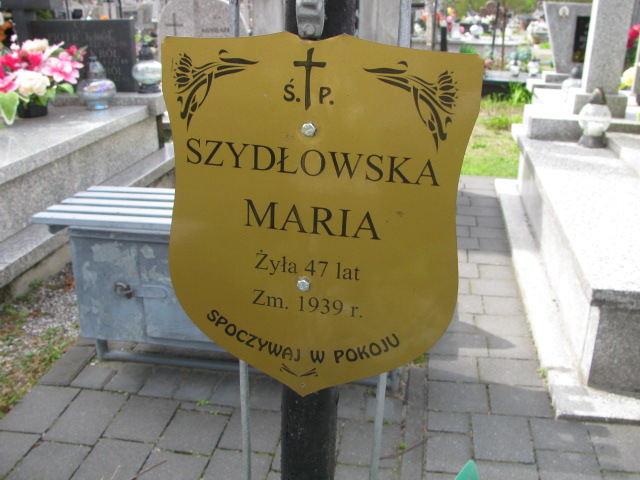 Ś. P.
SZYDŁOWSKA
MARIA
Żyła 47 lat
Zm. 1939 r.
SPOCZYWAJ W POKOJU